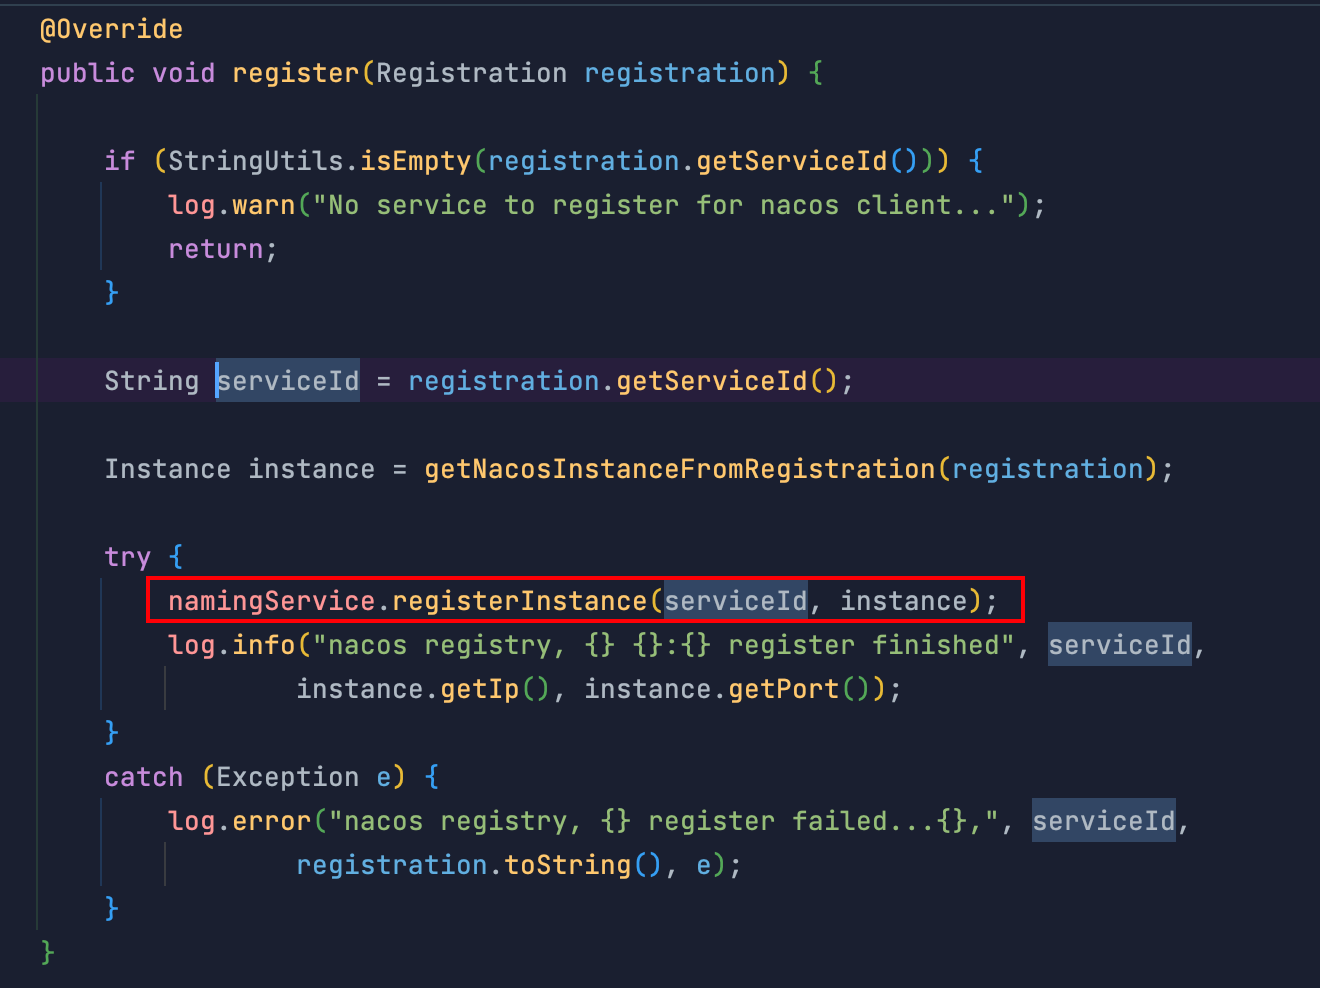 @Override
public void register(Registration registration) {
if (StringUtils.isEmpty(registration.getServiceId())) {
log.warn("No service to register for nacos client...");
return;
}
String serviceId = registration.getServiceId();
Instance instance = getNacosInstanceFromRegistration(registration);
try {
namingService.registerInstance(serviceId, instance);
log.info("nacos registry, {} {}:{} register finished", serviceId,
instance.getIp(), instance.getPort());
}
catch (Exception e) {
log.error("nacos registry, {} register failed...{},", serviceId,
registration.toString(), e);
}
}